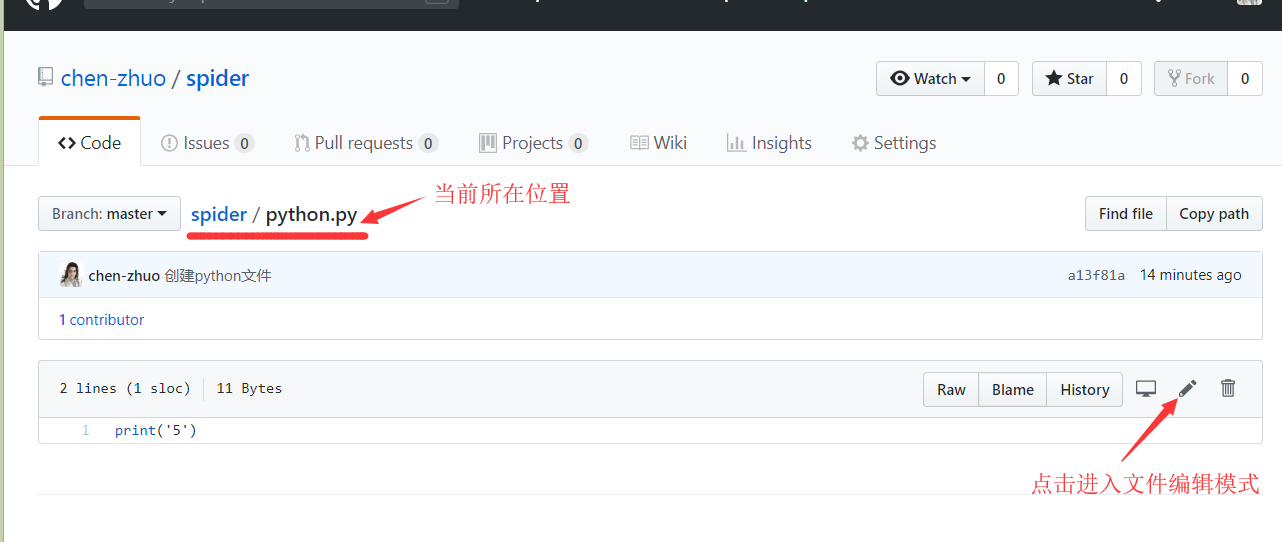 chen-zhuo / spider
Watch 0 Star 0 Fork 0
Code Issues 0 Pull requests 0 Projects 0 Wiki Insights Settings
当前所在位置
Branch: master spider / python.py Find file Copy path
chen-zhuo 创建python文件 a13f81a 14 minutes ago
1 contributor
2 lines (1 sloc) 11 Bytes Raw Blame History
1 print('5')
点击进入文件编辑模式